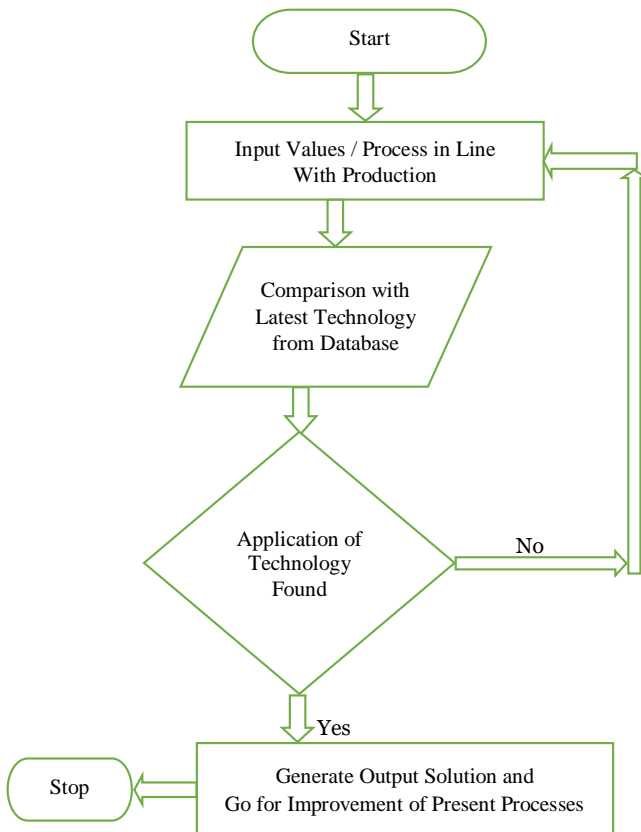 Start
Input Values / Process in Line
With Production
Comparison with
Latest Technology
from Database
Application of
Technology
Found
No
Yes
Generate Output Solution and
Go for Improvement of Present Processes
Stop